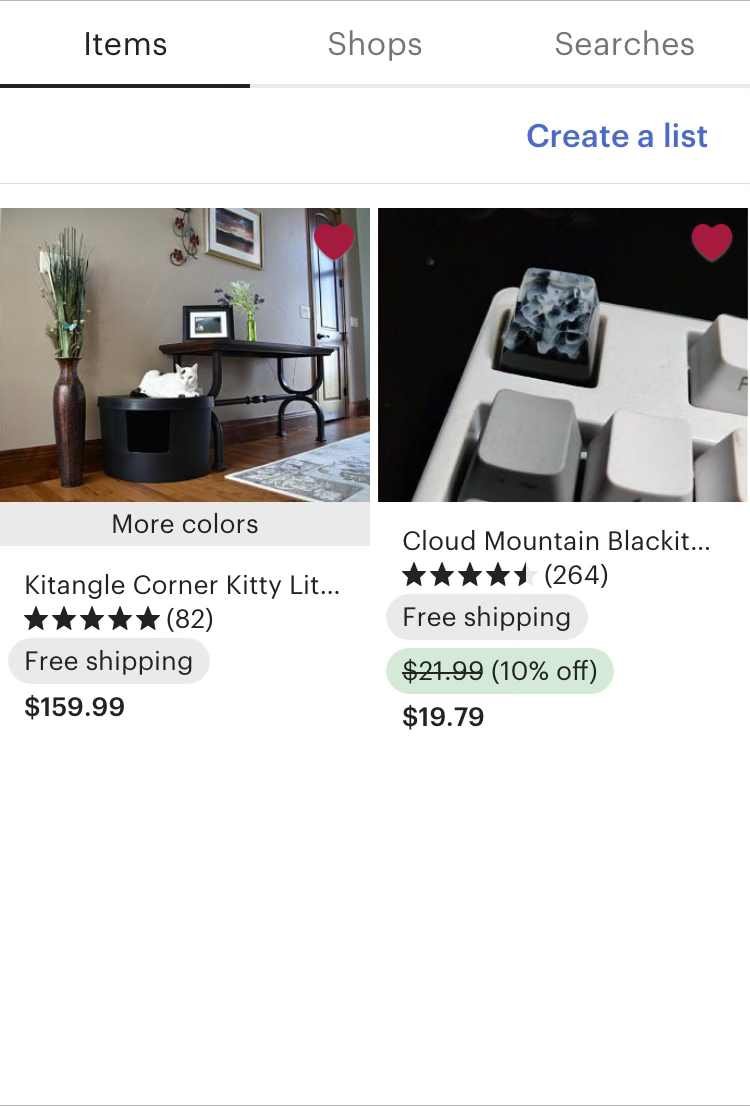 Items
Shops
Searches
Create a list
More colors
Kitangle Corner Kitty Lit...
(82)
Free shipping
$159.99
Cloud Mountain Blackit...
(264)
Free shipping
$21.99 (10% off)
$19.79